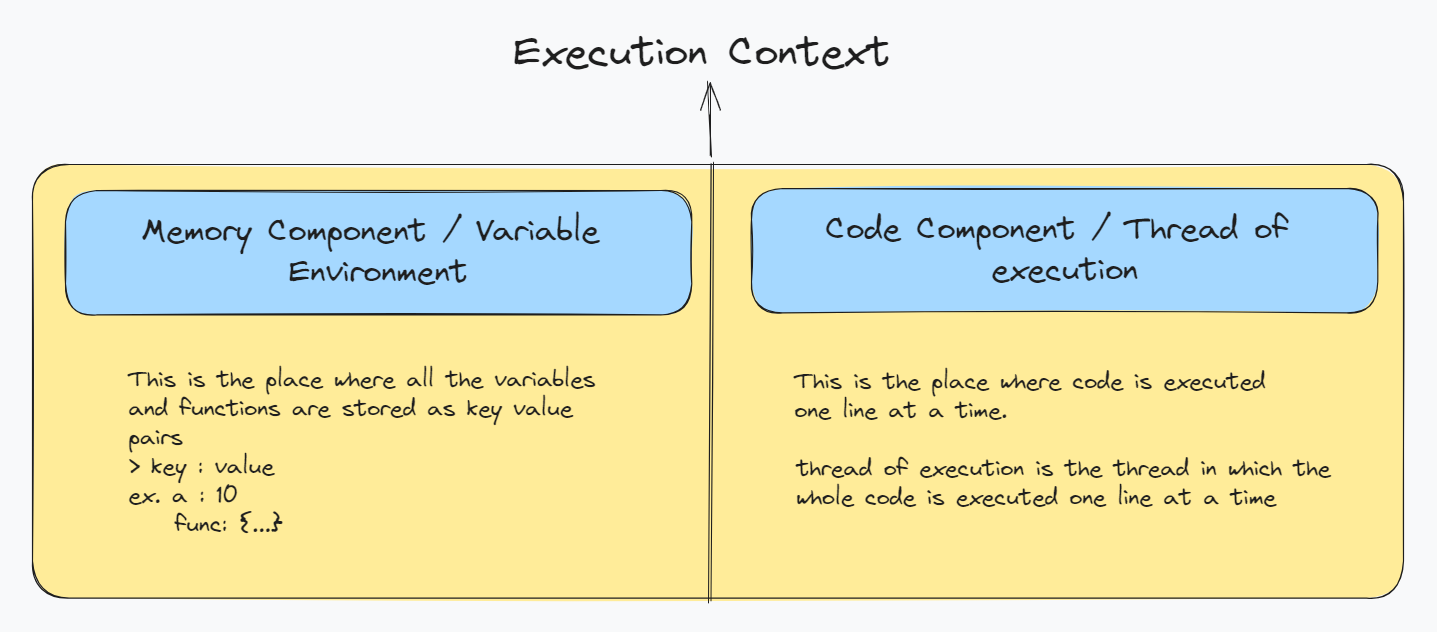 Execution Context
Memory Component / Variable
Environment
This is the place where all the variables
and functions are stored as key value
pairs
> key : value
ex. a : 10
func: {...}
Code Component / Thread of
execution
This is the place where code is executed
one line at a time.
thread of execution is the thread in which the
whole code is executed one line at a time